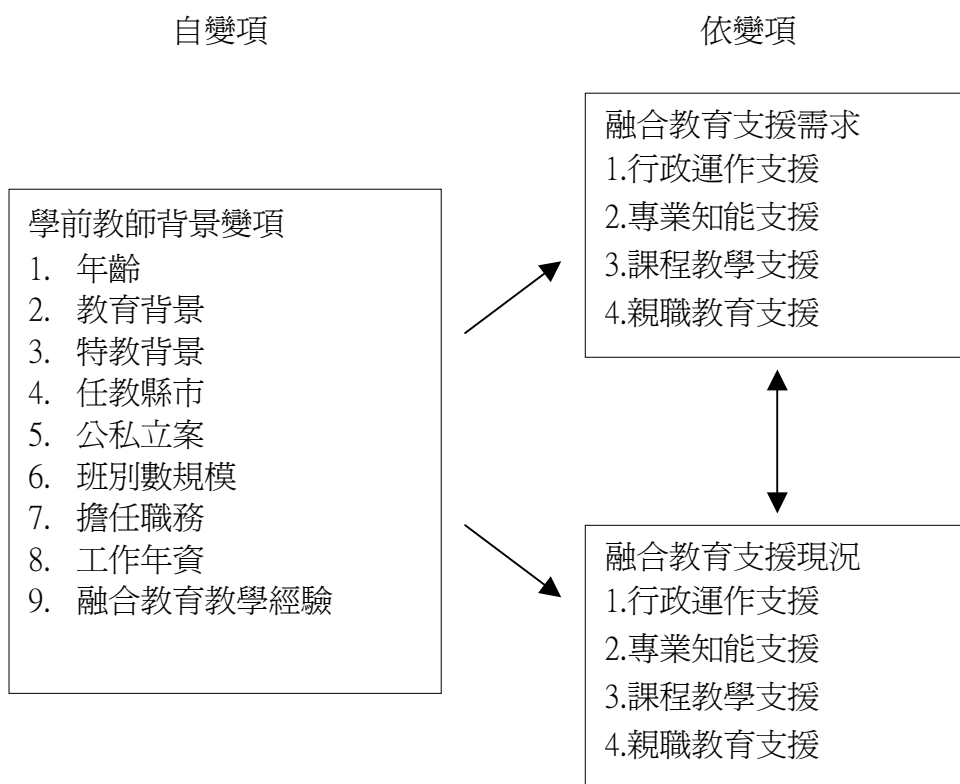 自變項
依變項
學前教師背景變項
1. 年齡
2. 教育背景
3. 特教背景
4. 任教縣市
5. 公私立案
6. 班別數規模
7. 擔任職務
8. 工作年資
9. 融合教育教學經驗
融合教育支援需求
1.行政運作支援
2.專業知能支援
3.課程教學支援
4.親職教育支援
融合教育支援現況
1.行政運作支援
2.專業知能支援
3.課程教學支援
4.親職教育支援